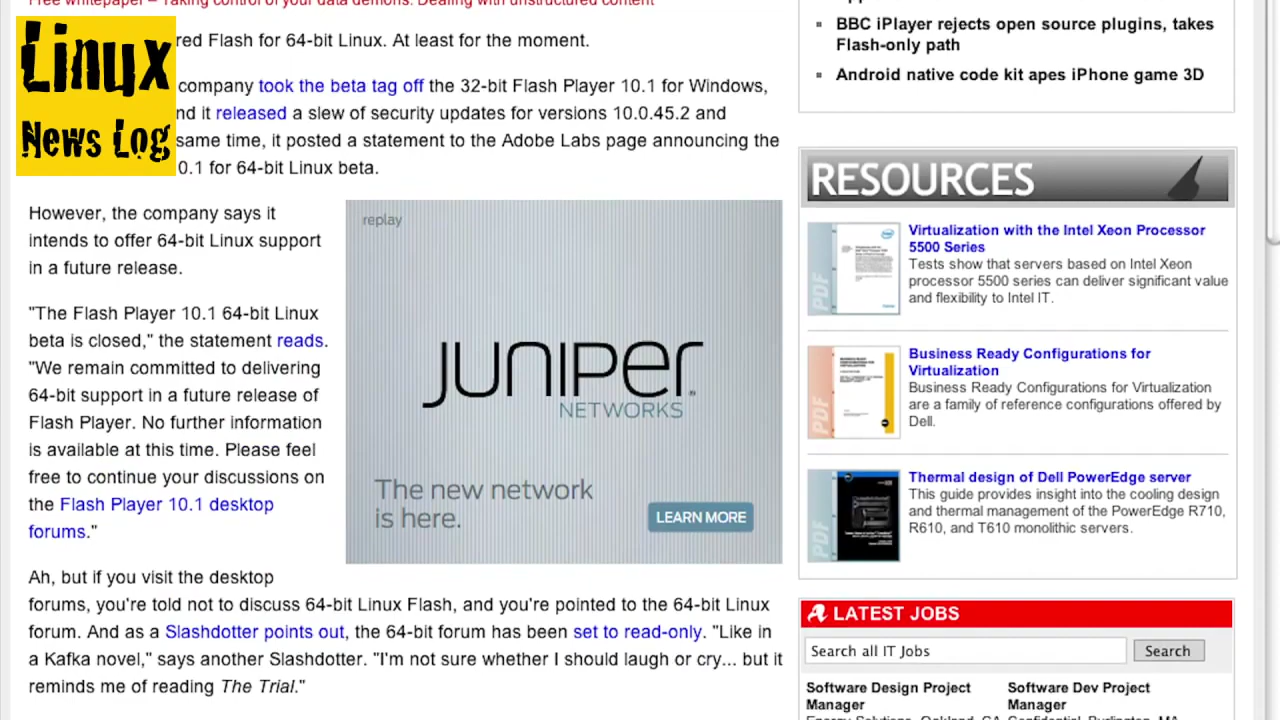 Free whitepaper – Taking control of your data demons: Dealing with unstructured content
Linux
News Log
red Flash for 64-bit Linux. At least for the moment.
company took the beta tag off the 32-bit Flash Player 10.1 for Windows,
nd it released a slew of security updates for versions 10.0.45.2 and
same time, it posted a statement to the Adobe Labs page announcing the
0.1 for 64-bit Linux beta.
However, the company says it
intends to offer 64-bit Linux support
in a future release.
"The Flash Player 10.1 64-bit Linux
beta is closed," the statement reads.
"We remain committed to delivering
64-bit support in a future release of
Flash Player. No further information
is available at this time. Please feel
free to continue your discussions on
the Flash Player 10.1 desktop
forums."
replay
JUNIPER
NETWORKS
The new network
is here.
LEARN MORE
Ah, but if you visit the desktop
forums, you're told not to discuss 64-bit Linux Flash, and you're pointed to the 64-bit Linux
forum. And as a Slashdotter points out, the 64-bit forum has been set to read-only. "Like in
a Kafka novel," says another Slashdotter. "I'm not sure whether I should laugh or cry... but it
reminds me of reading The Trial."
BBC iPlayer rejects open source plugins, takes
Flash-only path
Android native code kit apes iPhone game 3D
RESOURCES
PDF
Virtualization with the Intel Xeon Processor
5500 Series
Tests show that servers based on Intel Xeon
processor 5500 series can deliver significant value
and flexibility to Intel IT.
PDF
Business Ready Configurations for
Virtualization
Business Ready Configurations for Virtualization
are a family of reference configurations offered by
Dell.
PDF
Thermal design of Dell PowerEdge server
This guide provides insight into the cooling design
and thermal management of the PowerEdge R710,
R610, and T610 monolithic servers.
LATEST JOBS
Search all IT Jobs
Search
Software Design Project
Manager
Software Dev Project
Manager
Energy Solutions, Oakland, CA
Confidential, Burlington, MA